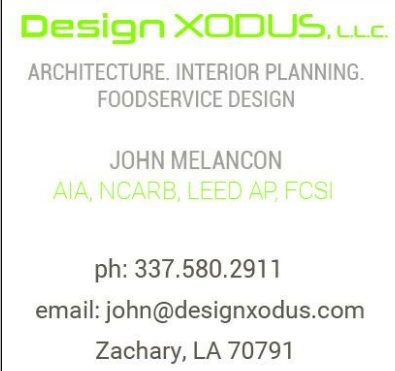 Design XODUS, L.L.C.
ARCHITECTURE. INTERIOR PLANNING.
FOODSERVICE DESIGN
JOHN MELANCON
AIA, NCARB, LEED AP, FCSI
ph: 337.580.2911
email: john@designxodus.com
Zachary, LA 70791